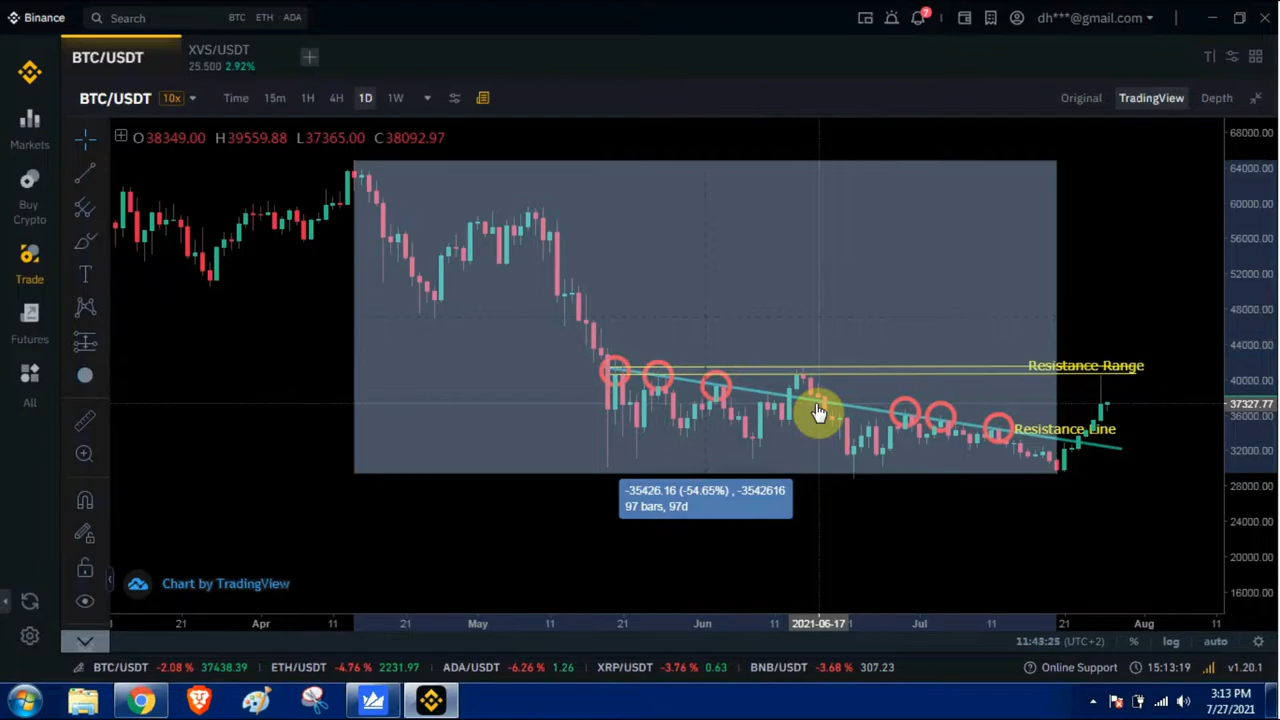 Binance
Search
BTC ETH ADA
7
dh***@gmail.com
BTC/USDT
XVS/USDT
25.500 2.92%
BTC/USDT 10x
Time 15m 1H 4H 1D 1W
Original TradingView Depth
O38349.00 H39559.88 L37365.00 C38092.97
Markets
Buy
Crypto
Trade
Futures
All
T
68000.00
64000.00
60000.00
56000.00
52000.00
48000.00
44000.00
40000.00
37327.77
36000.00
32000.00
28000.00
24000.00
20000.00
16000.00
Resistance Range
Resistance Line
-35426.16 (-54.65%) , -3542616
97 bars, 97d
Chart by TradingView
21 Apr 11 21 May 11 21 Jun 11 2021-06-17 Jul 11 21 Aug 11
11:43:25 (UTC+2) % log auto
BTC/USDT -2.08 % 37438.39 ETH/USDT -4.76 % 2231.97 ADA/USDT -6.26 % 1.26 XRP/USDT -3.76 % 0.63 BNB/USDT -3.68 % 307.23 Online Support 15:13:19 v1.20.1
3:13 PM
7/27/2021